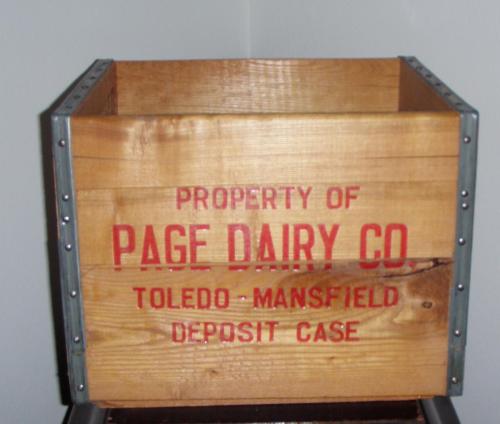 PROPERTY OF
PAGE DAIRY CO.
TOLEDO - MANSFIELD
DEPOSIT CASE